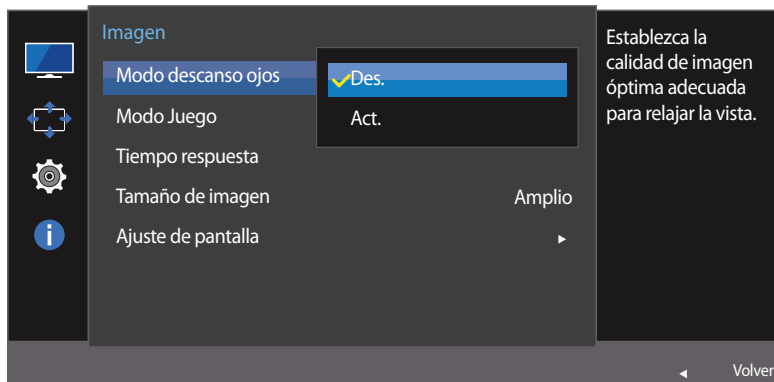 Imagen
Modo descanso ojos
Des.
Modo Juego
Act.
Tiempo respuesta
Tamaño de imagen Amplio
Ajuste de pantalla
Establezca la
calidad de imagen
óptima adecuada
para relajar la vista.
Volver